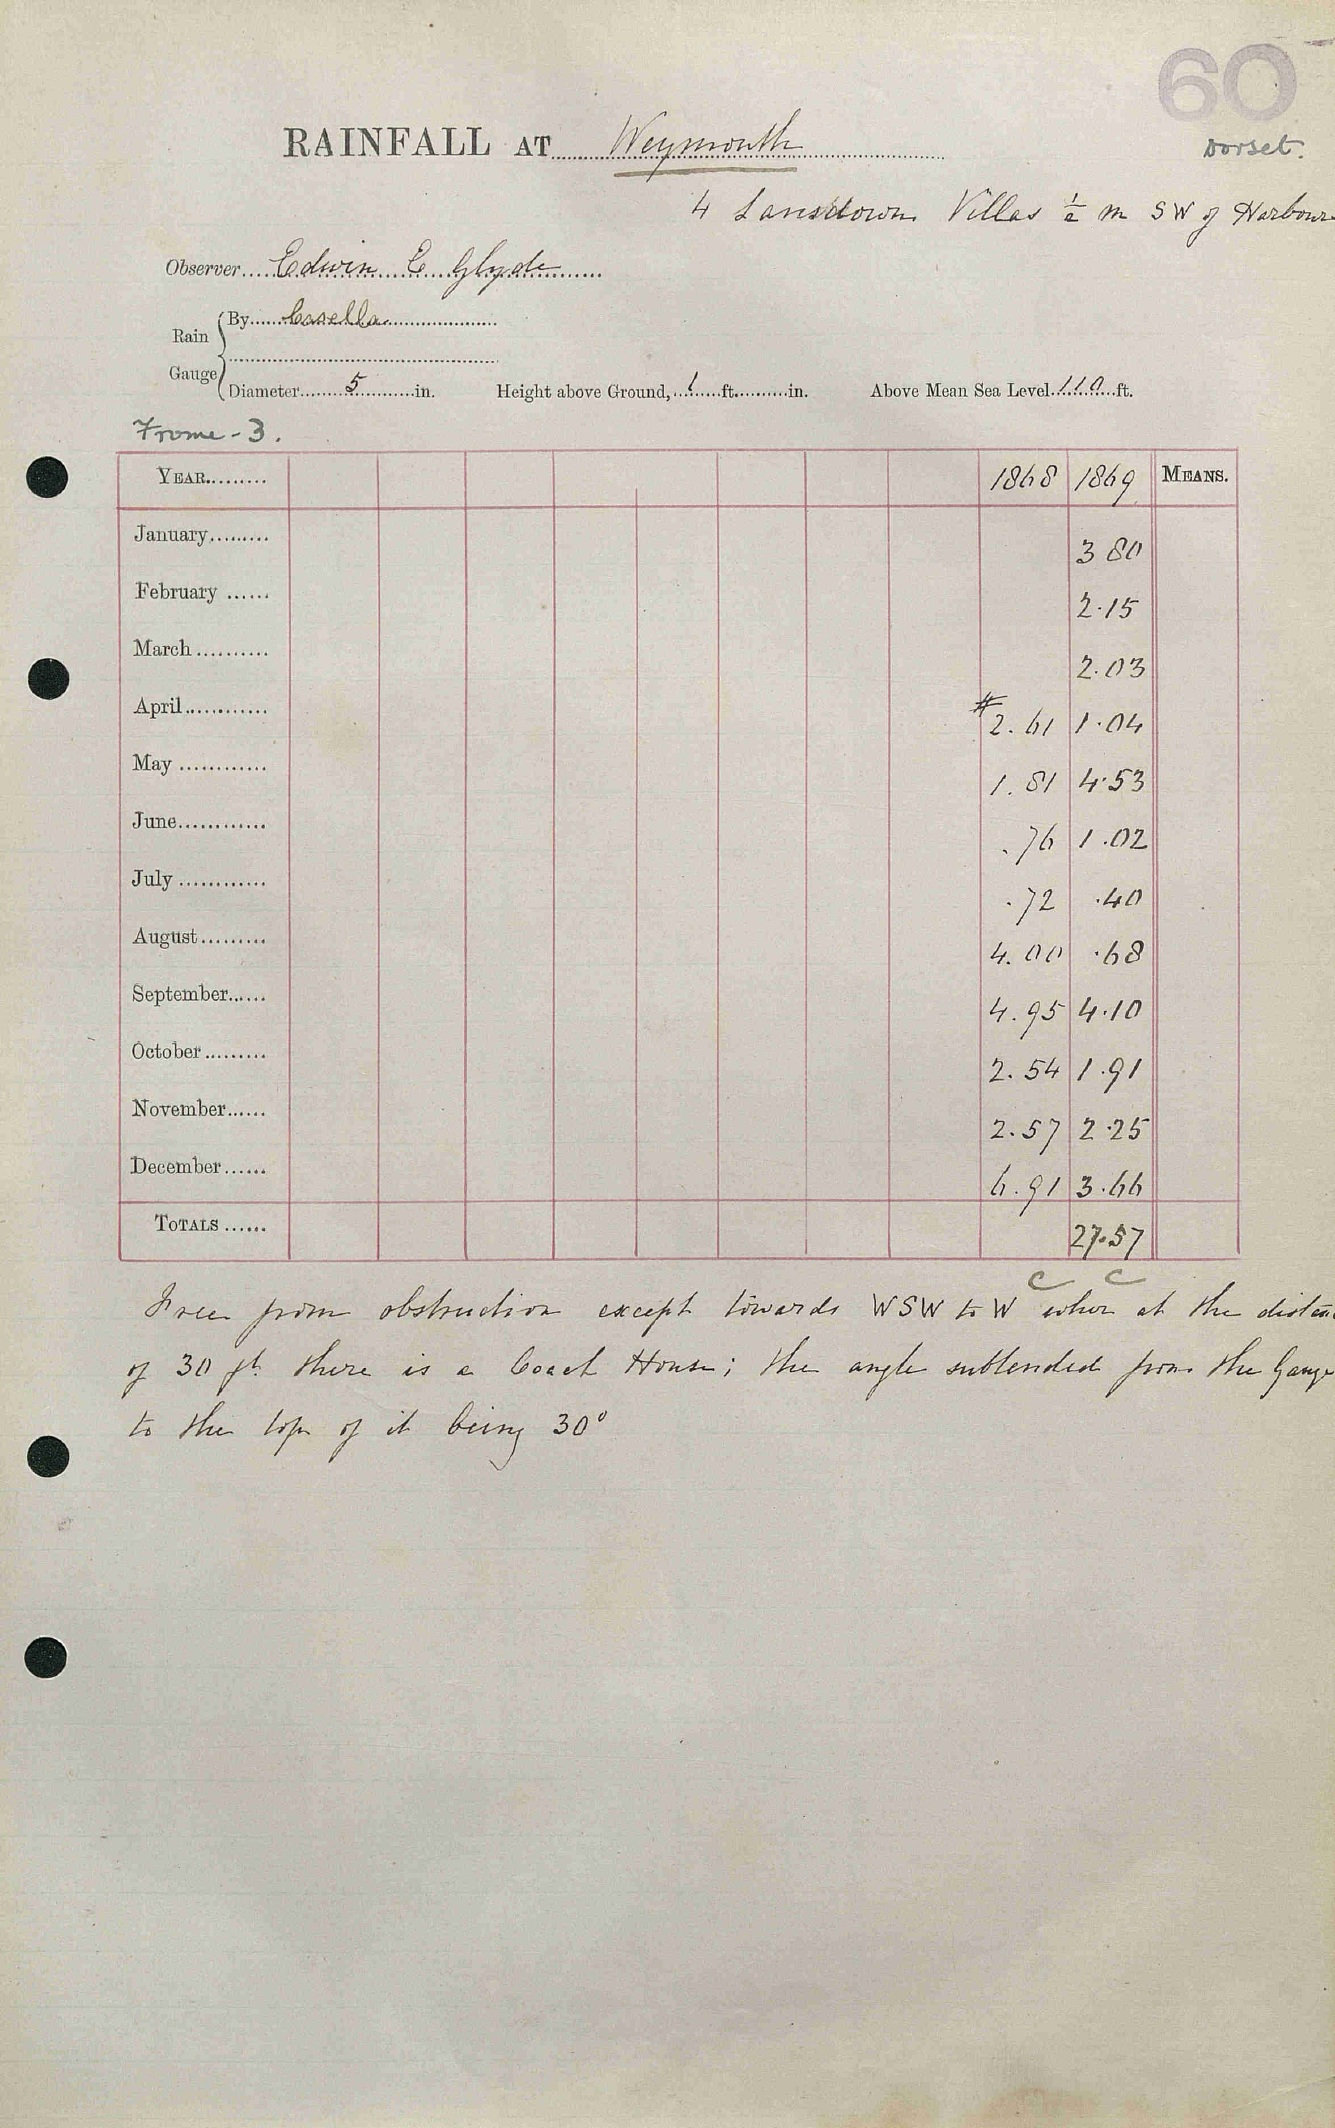 60
RAINFALL AT Weymouth
Dorset.
4 Lansdown Villas ½ m SW of Harbour
Observer Edwin E Glyde
Rain Gauge By Casella
Diameter 5 in. Height above Ground, 1 ft. in. Above Mean Sea Level 110 ft.
Frome - 3.
YEAR 1868 1869 MEANS.
January 3 80
February 2.15
March 2.03
April # 2.61 1.04
May 1.81 4.53
June .76 1.02
July .72 .40
August 4.00 .68
September 4.95 4.10
October 2.54 1.91
November 2.57 2.25
December 6.91 3.66
TOTALS 27.57
C C
Free from obstruction except towards WSW to W when at the distan
of 30 ft. there is a Coach House; the angle subtended from the Gauge
to the top of it being 30°